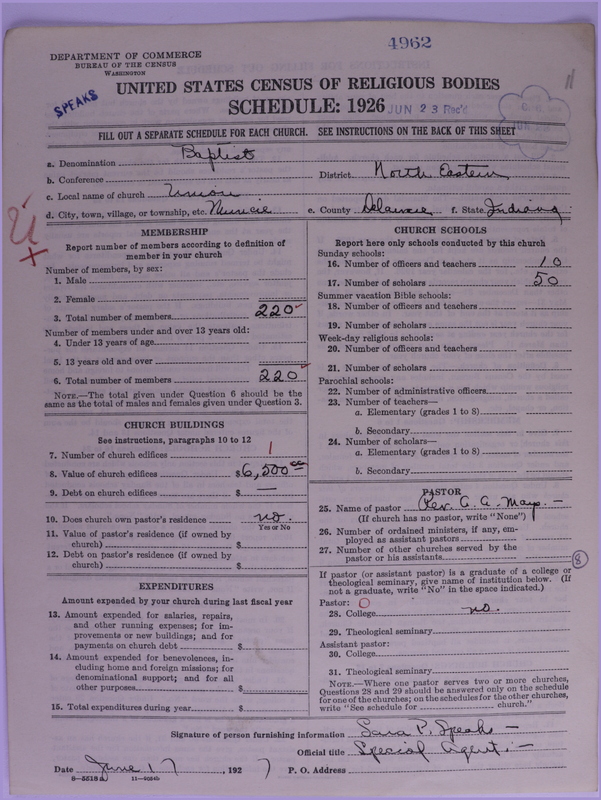 4962
DEPARTMENT OF COMMERCE
BUREAU OF THE CENSUS
WASHINGTON
SPEAKS
UNITED STATES CENSUS OF RELIGIOUS BODIES
SCHEDULE: 1926
JUN 23 Rec'd
FILL OUT A SEPARATE SCHEDULE FOR EACH CHURCH. SEE INSTRUCTIONS ON THE BACK OF THIS SHEET
a. Denomination Baptist
b. Conference District North Eastern
c. Local name of church Union
d. City, town, village, or township, etc. Muncie e. County Delaware f. State Indiana
MEMBERSHIP
Report number of members according to definition of
member in your church
Number of members, by sex:
1. Male
2. Female
3. Total number of members 220
Number of members under and over 13 years old:
4. Under 13 years of age
5. 13 years old and over
6. Total number of members 220
NOTE.—The total given under Question 6 should be
same as the total of males and females given under Question 3.
CHURCH BUILDINGS
See instructions, paragraphs 10 to 12
7. Number of church edifices 1
8. Value of church edifices $6,500 00
9. Debt on church edifices $ —
10. Does church own pastor's residence no.
Yes or No
11. Value of pastor's residence (if owned by
church) $
12. Debt on pastor's residence (if owned by
church) $
EXPENDITURES
Amount expended by your church during last fiscal year
13. Amount expended for salaries, repairs,
and other running expenses; for im-
provements or new buildings; and for
payments on church debt $
14. Amount expended for benevolences, in-
cluding home and foreign missions; for
denominational support; and for all
other purposes $
15. Total expenditures during year $
CHURCH SCHOOLS
Report here only schools conducted by this church
Sunday schools:
16. Number of officers and teachers 10
17. Number of scholars 50
Summer vacation Bible schools:
18. Number of officers and teachers
19. Number of scholars
Week-day religious schools:
20. Number of officers and teachers
21. Number of scholars
Parochial schools:
22. Number of administrative officers
23. Number of teachers—
a. Elementary (grades 1 to 8)
b. Secondary
24. Number of scholars—
a. Elementary (grades 1 to 8)
b. Secondary
PASTOR
25. Name of pastor Rev. A. A. Mays. —
(If church has no pastor, write "None")
26. Number of ordained ministers, if any, em-
ployed as assistant pastors
27. Number of other churches served by the
pastor or his assistants
8
If pastor (or assistant pastor) is a graduate of a college or
theological seminary, give name of institution below. (If
not a graduate, write "No" in the space indicated.)
Pastor:
28. College no.
29. Theological seminary
Assistant pastor:
30. College
31. Theological seminary
NOTE.—Where one pastor serves two or more churches,
Questions 28 and 29 should be answered only on the schedule
for one of the churches; on the schedules for the other churches,
write "See schedule for church."
Signature of person furnishing information Sara P. Speaks —
Official title Special Agent. —
Date June 17, 1927 P. O. Address
8-5518a 11-9024b